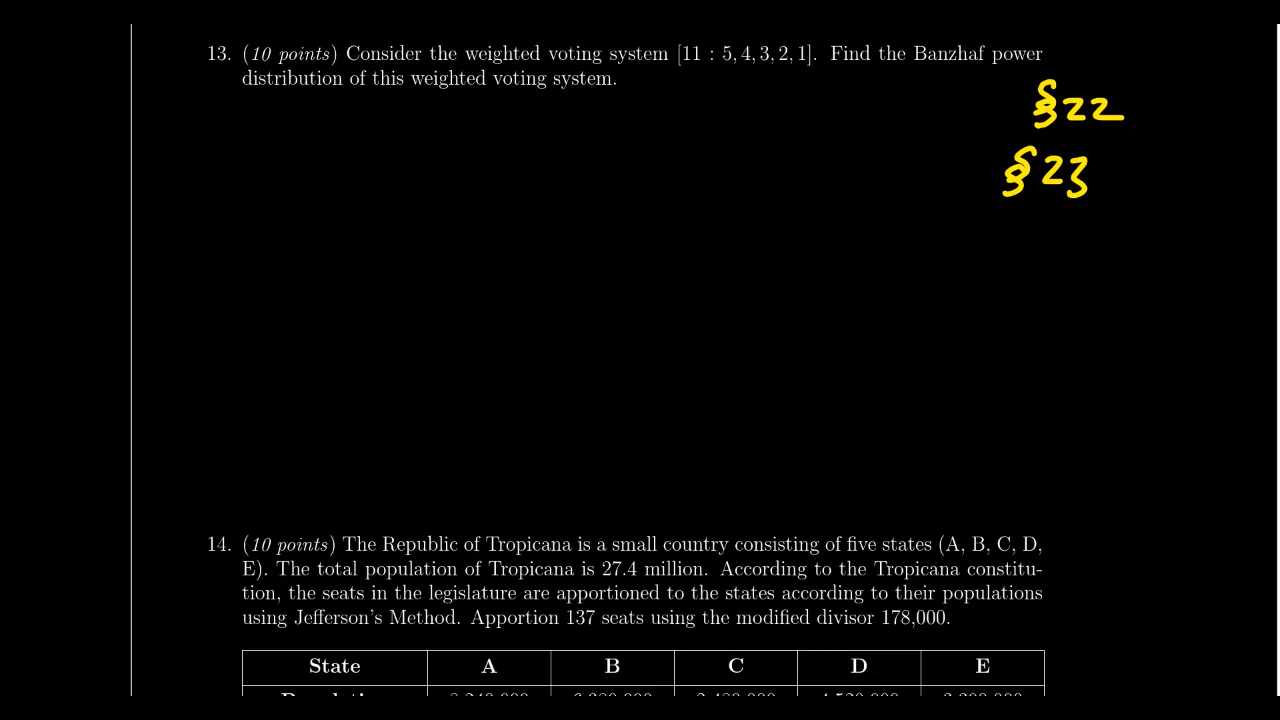 13. (10 points) Consider the weighted voting system [11 : 5, 4, 3, 2, 1]. Find the Banzhaf power
distribution of this weighted voting system.
§22
§23
14. (10 points) The Republic of Tropicana is a small country consisting of five states (A, B, C, D,
E). The total population of Tropicana is 27.4 million. According to the Tropicana constitu-
tion, the seats in the legislature are apportioned to the states according to their populations
using Jefferson's Method. Apportion 137 seats using the modified divisor 178,000.
State A B C D E